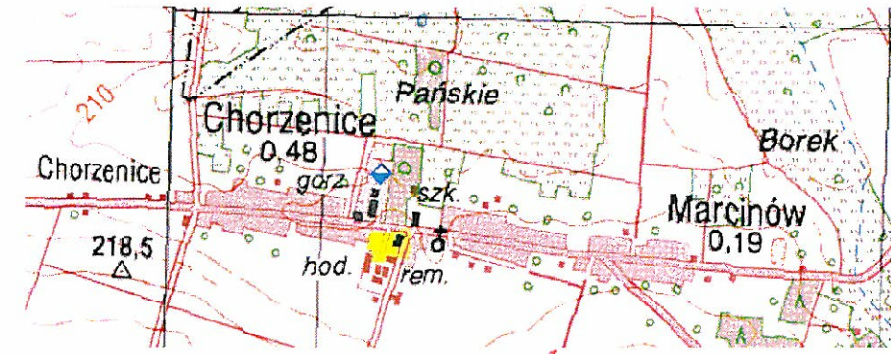 210
Pańskie
Chorzenice
0.48
Borek
Chorzenice
gorz.
szk.
Marcinów
0.19
218,5
hod.
rem.